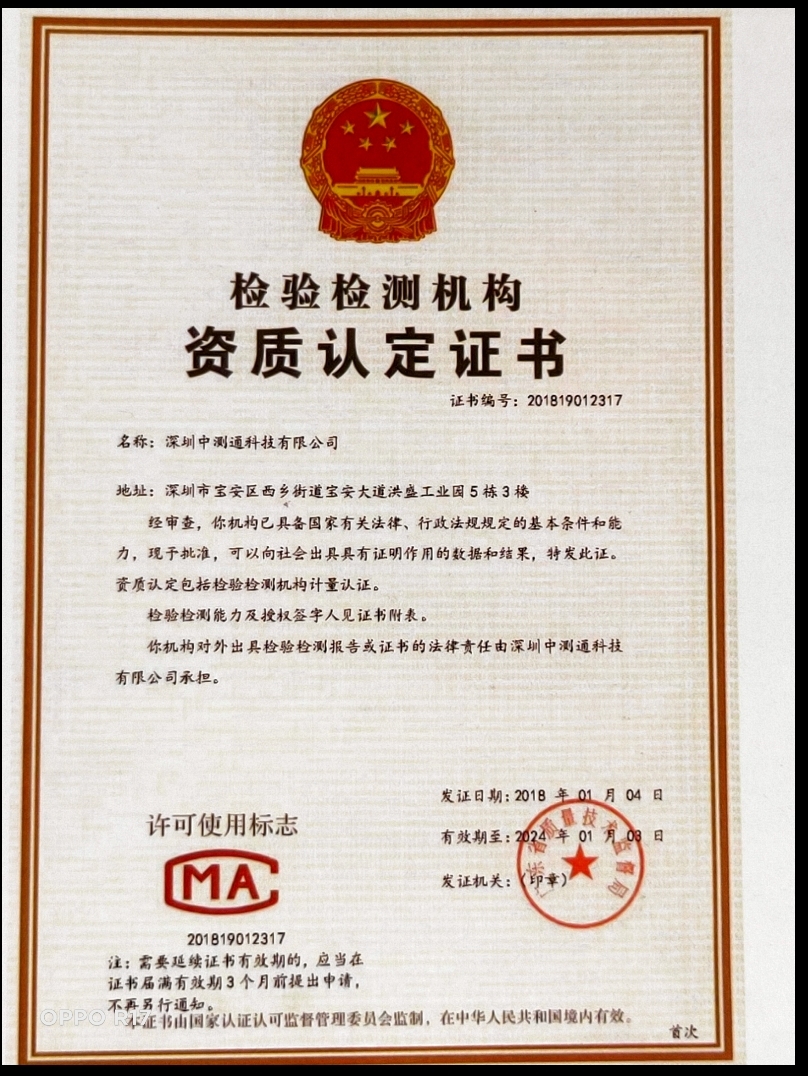 检验检测机构
资质认定证书
证书编号：201819012317
名称：深圳中测通科技有限公司
地址：深圳市宝安区西乡街道宝安大道洪盛工业园5栋3楼
经审查，你机构已具备国家有关法律、行政法规规定的基本条件和能
力，现予批准，可以向社会出具具有证明作用的数据和结果，特发此证。
资质认定包括检验检测机构计量认证。
检验检测能力及授权签字人见证书附表。
你机构对外出具检验检测报告或证书的法律责任由深圳中测通科技
有限公司承担。
许可使用标志
MA
201819012317
发证日期：2018 年 01 月 04 日
有效期至：2024 年 01 月 03 日
发证机关：（印章）
广东省质量技术监督局
注：需要延续证书有效期的，应当在
证书届满有效期3个月前提出申请，
不再另行通知。
本证书由国家认证认可监督管理委员会监制，在中华人民共和国境内有效。
OPPO R17
首次